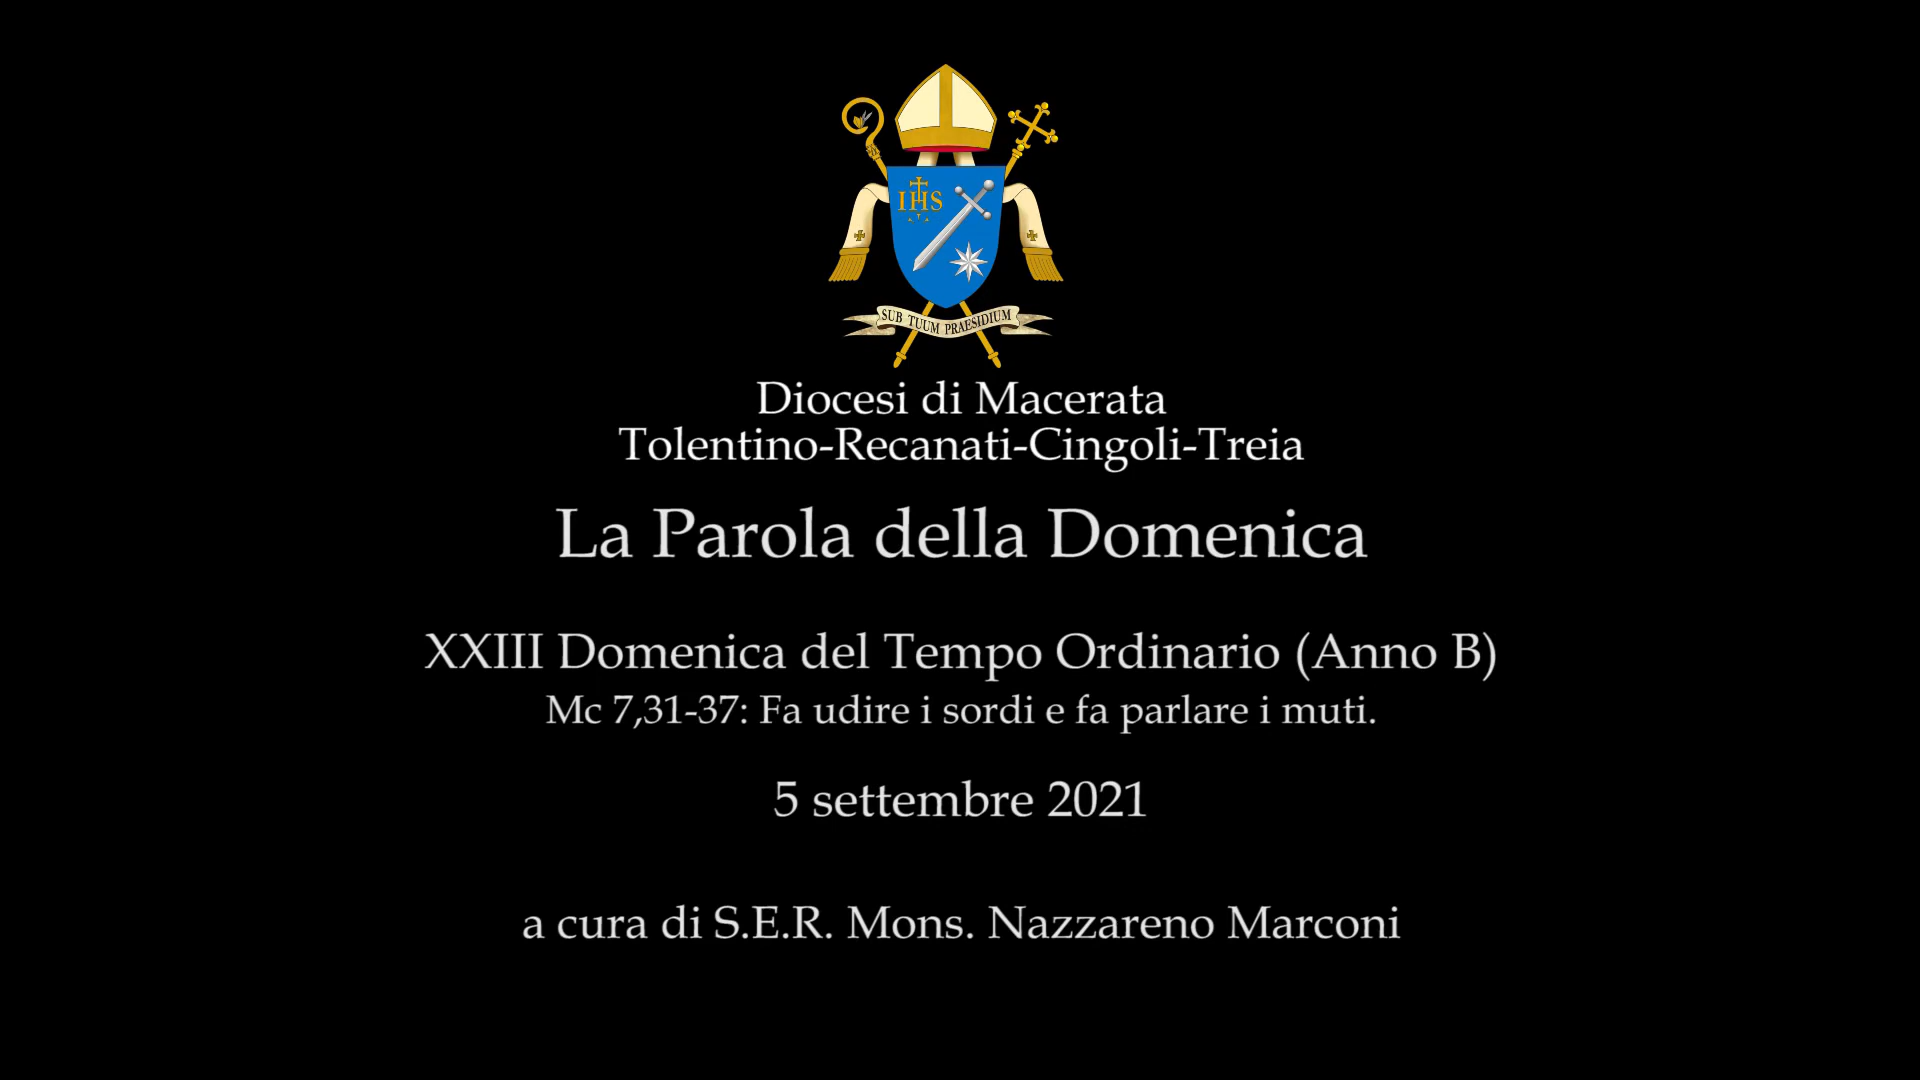 IHS
SUB TUUM PRAESIDIUM
Diocesi di Macerata
Tolentino-Recanati-Cingoli-Treia
La Parola della Domenica
XXIII Domenica del Tempo Ordinario (Anno B)
Mc 7,31-37: Fa udire i sordi e fa parlare i muti.
5 settembre 2021
a cura di S.E.R. Mons. Nazzareno Marconi